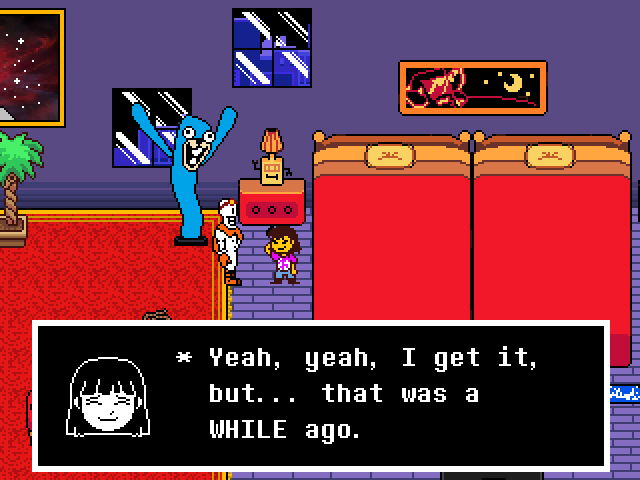 * Yeah, yeah, I get it,
but... that was a
WHILE ago.